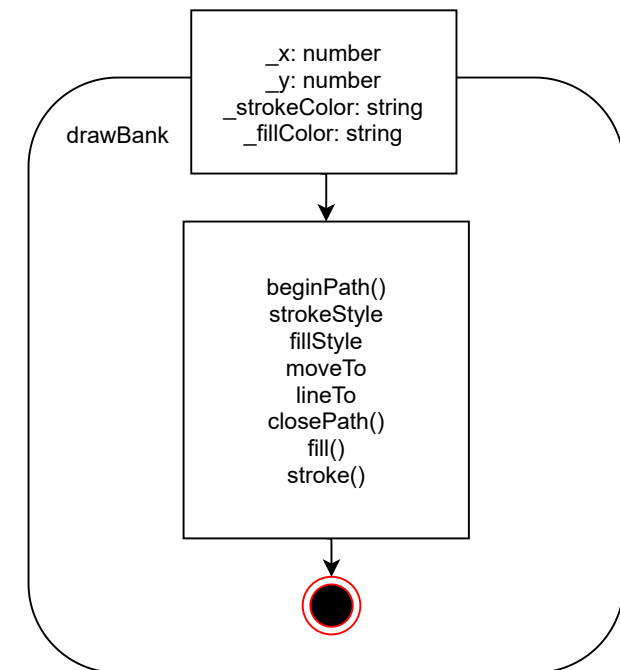 _x: number
_y: number
_strokeColor: string
_fillColor: string
drawBank
beginPath()
strokeStyle
fillStyle
moveTo
lineTo
closePath()
fill()
stroke()